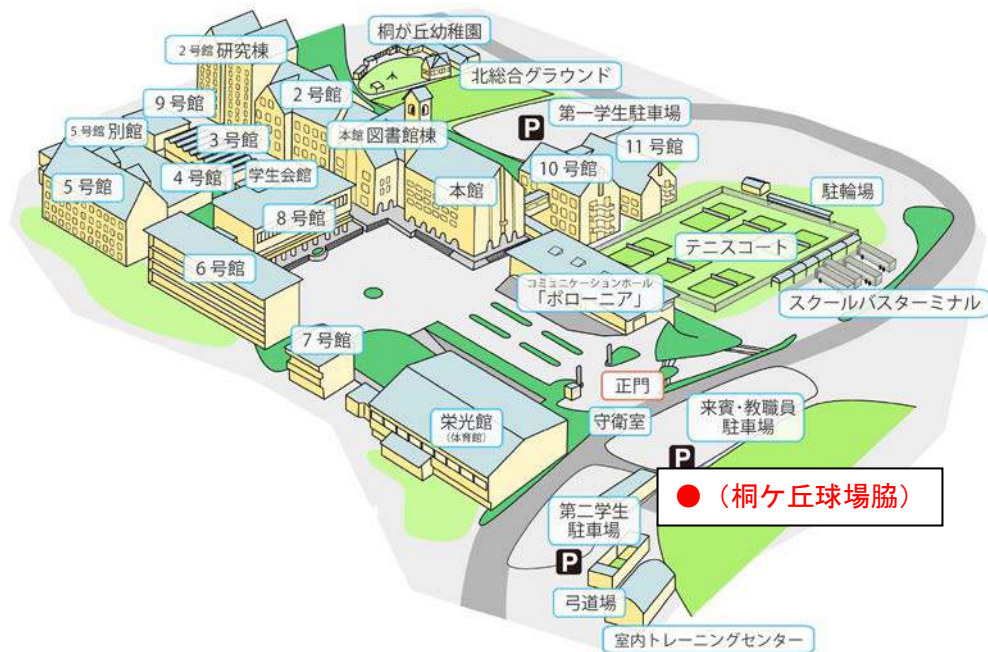 桐が丘幼稚園
2号館 研究棟
北総合グラウンド
9号館
2号館
第一学生駐車場
P
5号館 別館
3号館
本館 図書館棟
11号館
10号館
5号館
4号館
学生会館
本館
駐輪場
8号館
テニスコート
6号館
コミュニケーションホール
「ポローニア」
スクールバスターミナル
7号館
正門
栄光館
(体育館)
守衛室
来賓・教職員
駐車場
P
●（桐ケ丘球場脇）
第二学生
駐車場
P
弓道場
室内トレーニングセンター